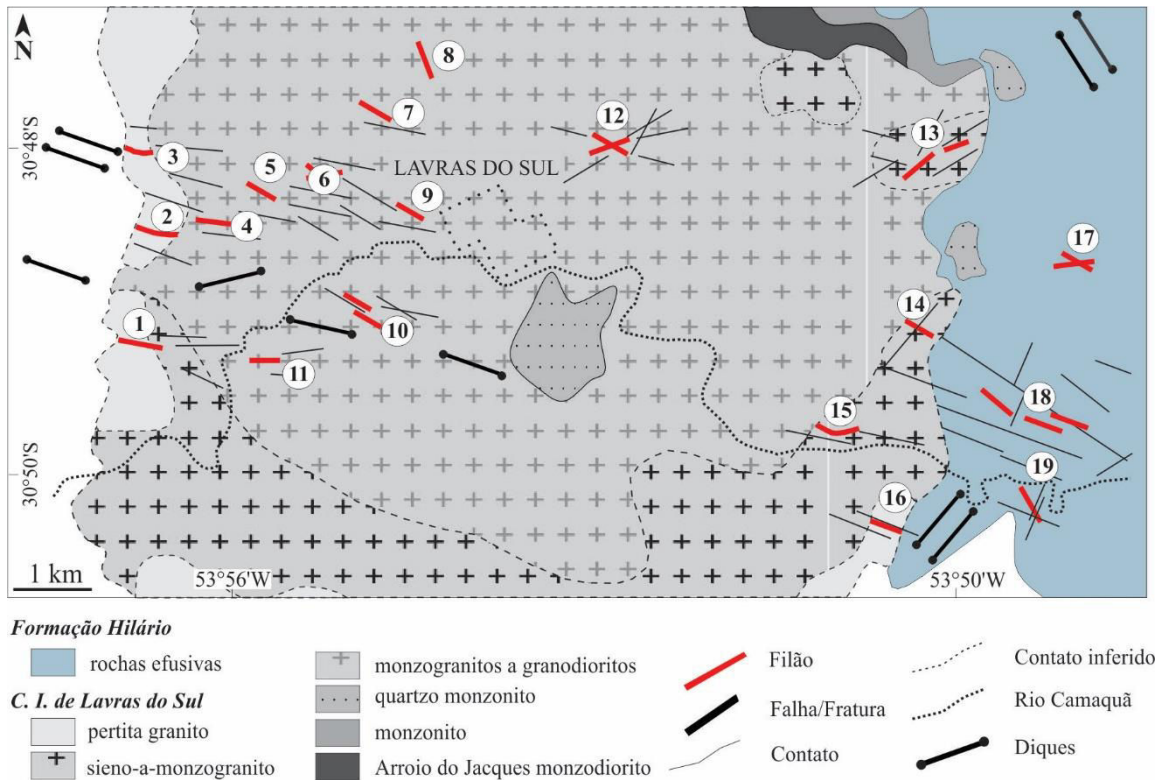 N
8
7
12
30°48'S
3
5
6
LAVRAS DO SUL
13
9
2
4
17
1
14
10
11
18
15
30°50'S
19
16
1 km
53°56'W
53°50'W
Formação Hilário
rochas efusivas
C. I. de Lavras do Sul
pertita granito
sieno-a-monzogranito
monzogranitos a granodioritos
quartzo monzonito
monzonito
Arroio do Jacques monzodiorito
Filão
Falha/Fratura
Contato
Contato inferido
Rio Camaquã
Diques